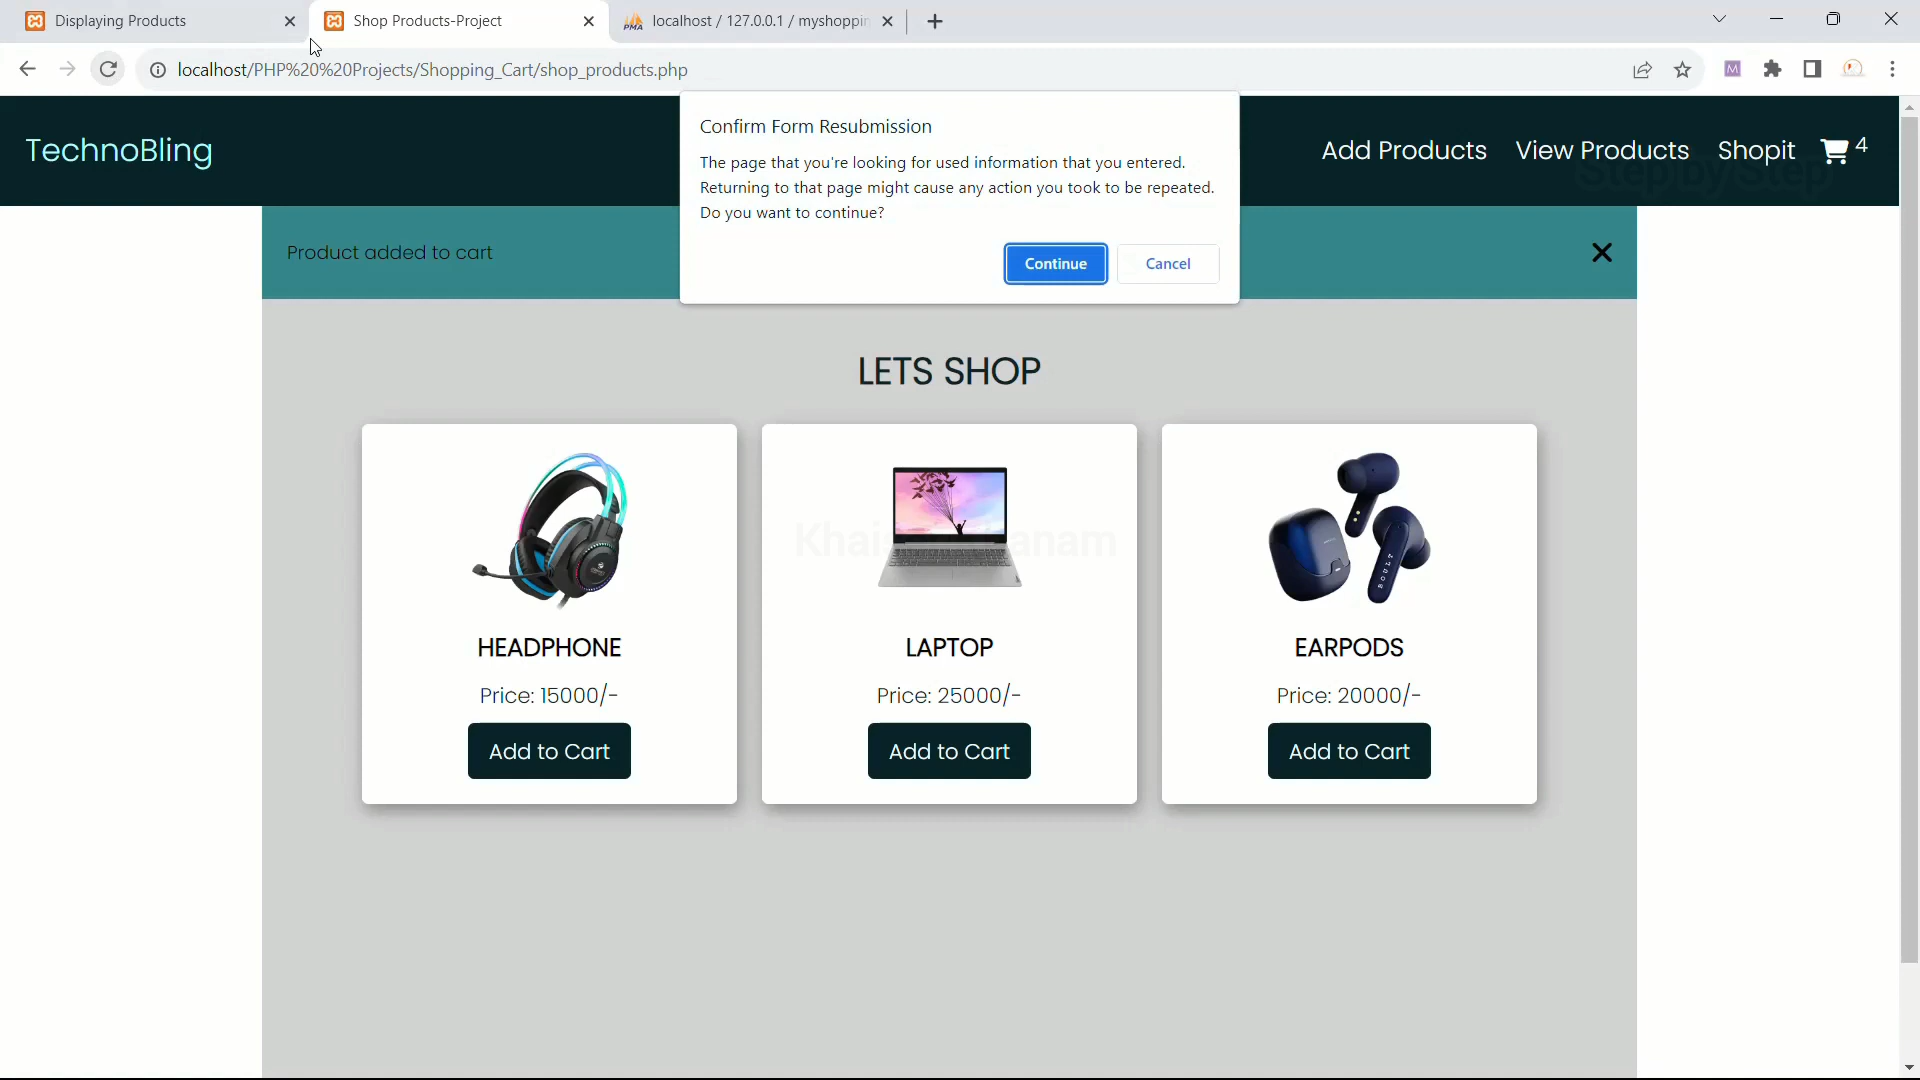 Displaying Products
Shop Products-Project
localhost / 127.0.0.1 / myshoppin
localhost/PHP%20%20Projects/Shopping_Cart/shop_products.php
Confirm Form Resubmission
The page that you're looking for used information that you entered.
Returning to that page might cause any action you took to be repeated.
Do you want to continue?
Continue
Cancel
TechnoBling
Add Products
View Products
Shopit
4
Step by Step
Product added to cart
LETS SHOP
HEADPHONE
LAPTOP
EARPODS
Price: 15000/-
Price: 25000/-
Price: 20000/-
Add to Cart
Add to Cart
Add to Cart